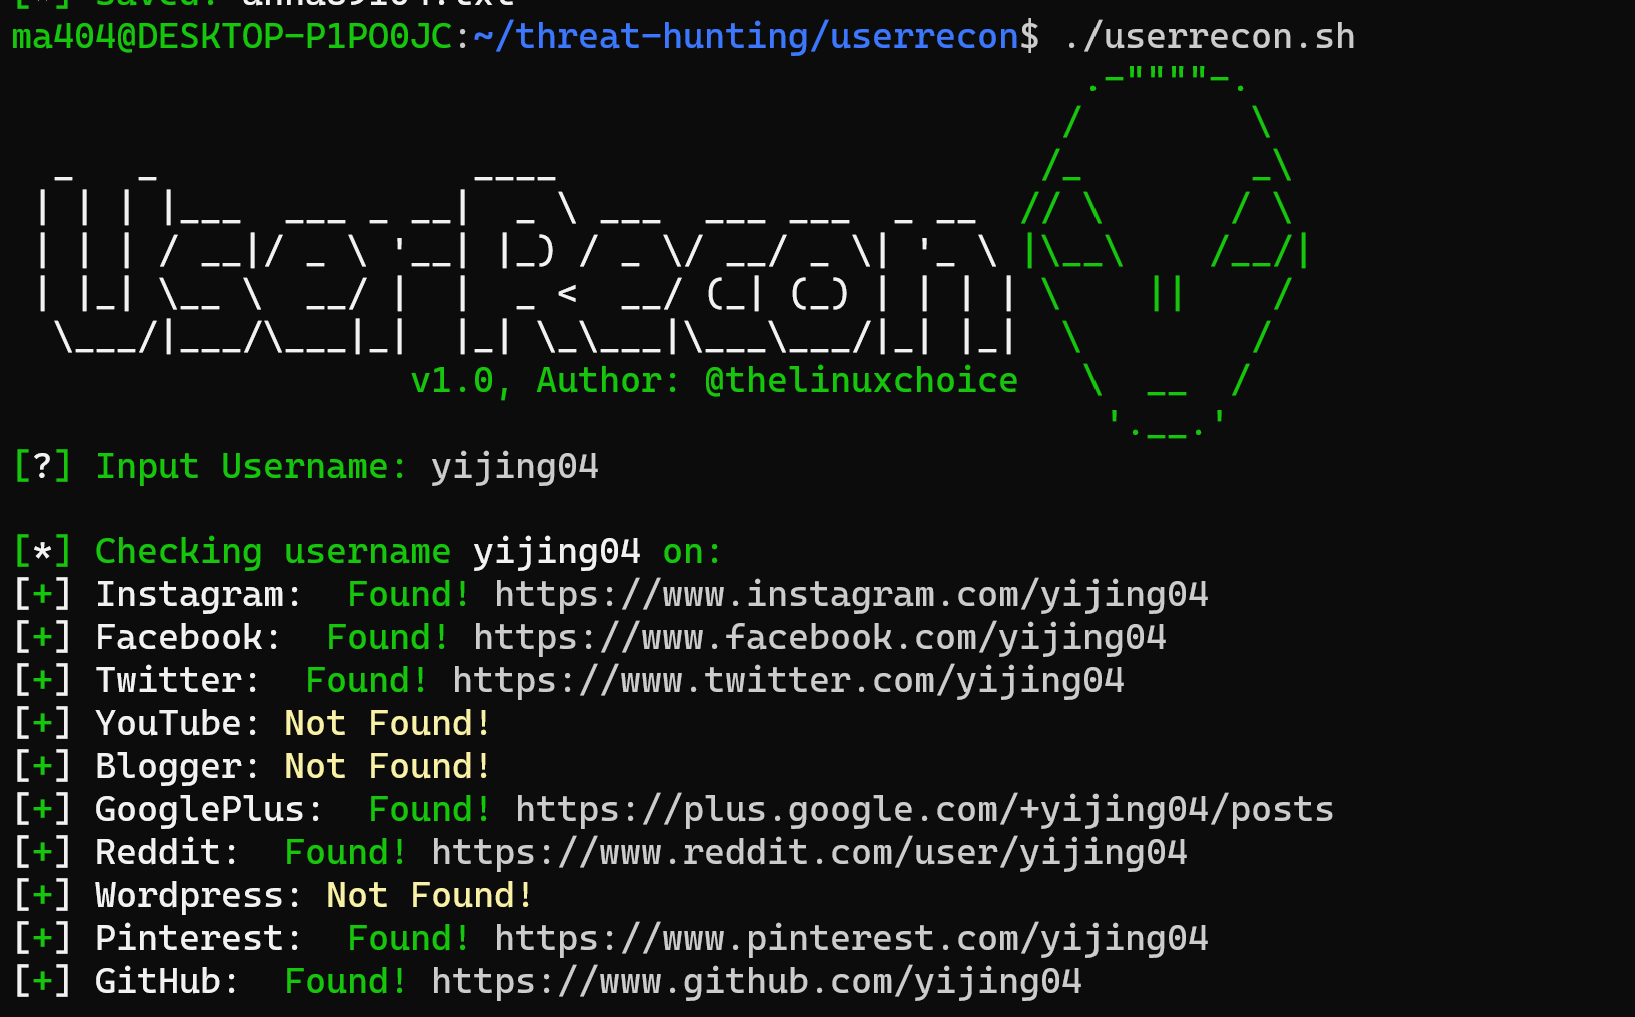 [*] Saved: anna89164.txt
ma404@DESKTOP-P1PO0JC:~/threat-hunting/userrecon$ ./userrecon.sh
UserRecon
v1.0, Author: @thelinuxchoice
[?] Input Username: yijing04
[*] Checking username yijing04 on:
[+] Instagram:  Found! https://www.instagram.com/yijing04
[+] Facebook:  Found! https://www.facebook.com/yijing04
[+] Twitter:  Found! https://www.twitter.com/yijing04
[+] YouTube: Not Found!
[+] Blogger: Not Found!
[+] GooglePlus:  Found! https://plus.google.com/+yijing04/posts
[+] Reddit:  Found! https://www.reddit.com/user/yijing04
[+] Wordpress: Not Found!
[+] Pinterest:  Found! https://www.pinterest.com/yijing04
[+] GitHub:  Found! https://www.github.com/yijing04